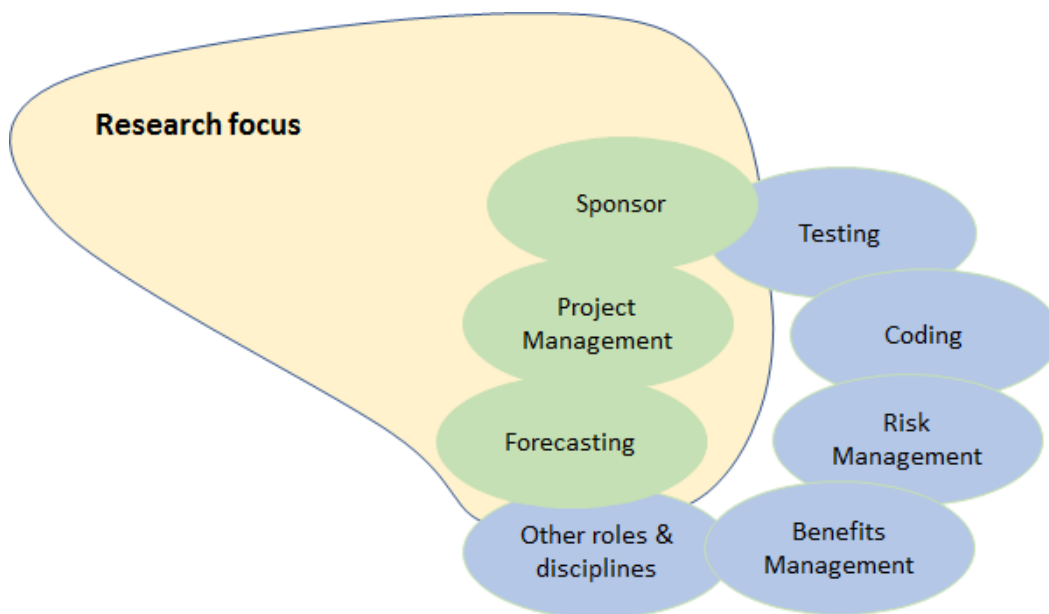 Research focus
Sponsor
Testing
Project
Management
Coding
Forecasting
Risk
Management
Other roles &
disciplines
Benefits
Management